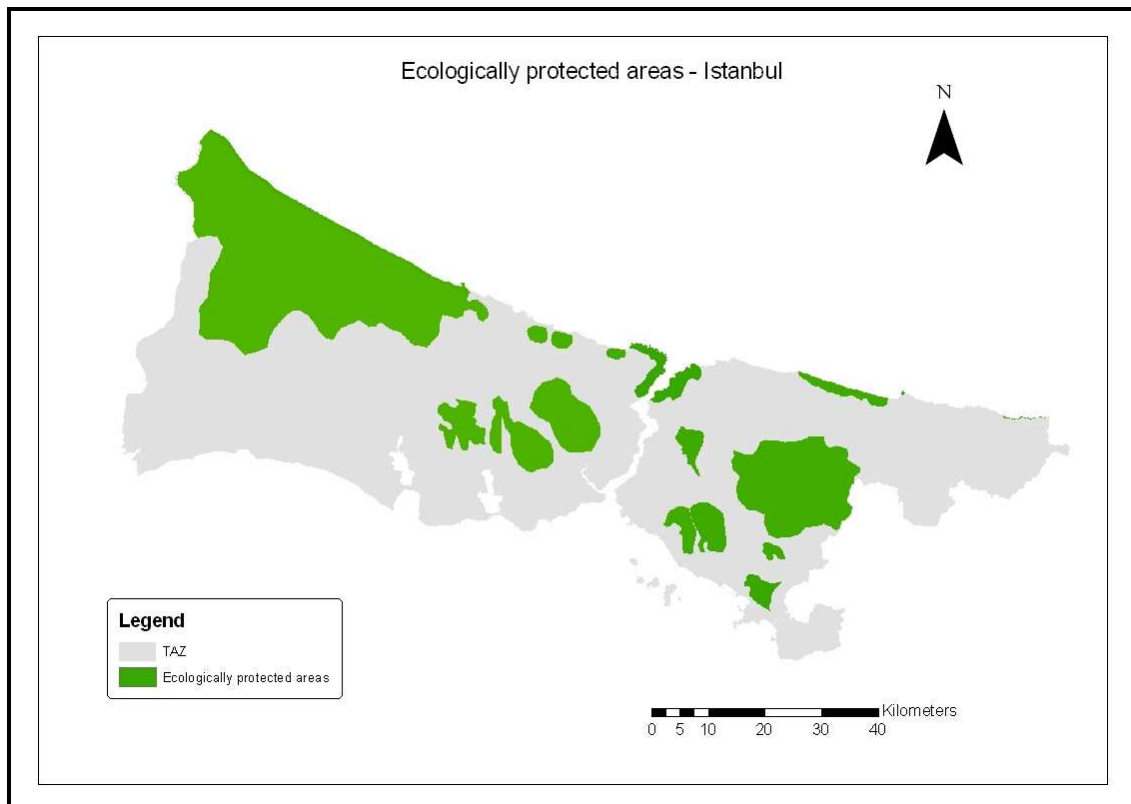 Ecologically protected areas - Istanbul
N
Legend
TAZ
Ecologically protected areas
Kilometers
0 5 10 20 30 40